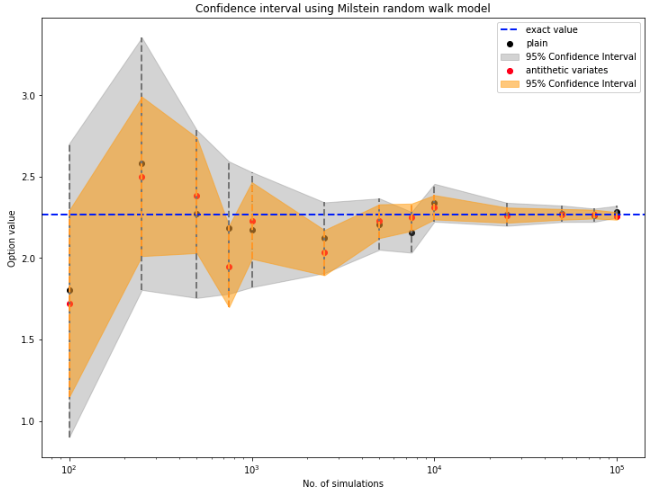 Confidence interval using Milstein random walk model
exact value
plain
95% Confidence Interval
antithetic variates
95% Confidence Interval
Option value
3.0
2.5
2.0
1.5
1.0
10²
10³
10⁴
10⁵
No. of simulations